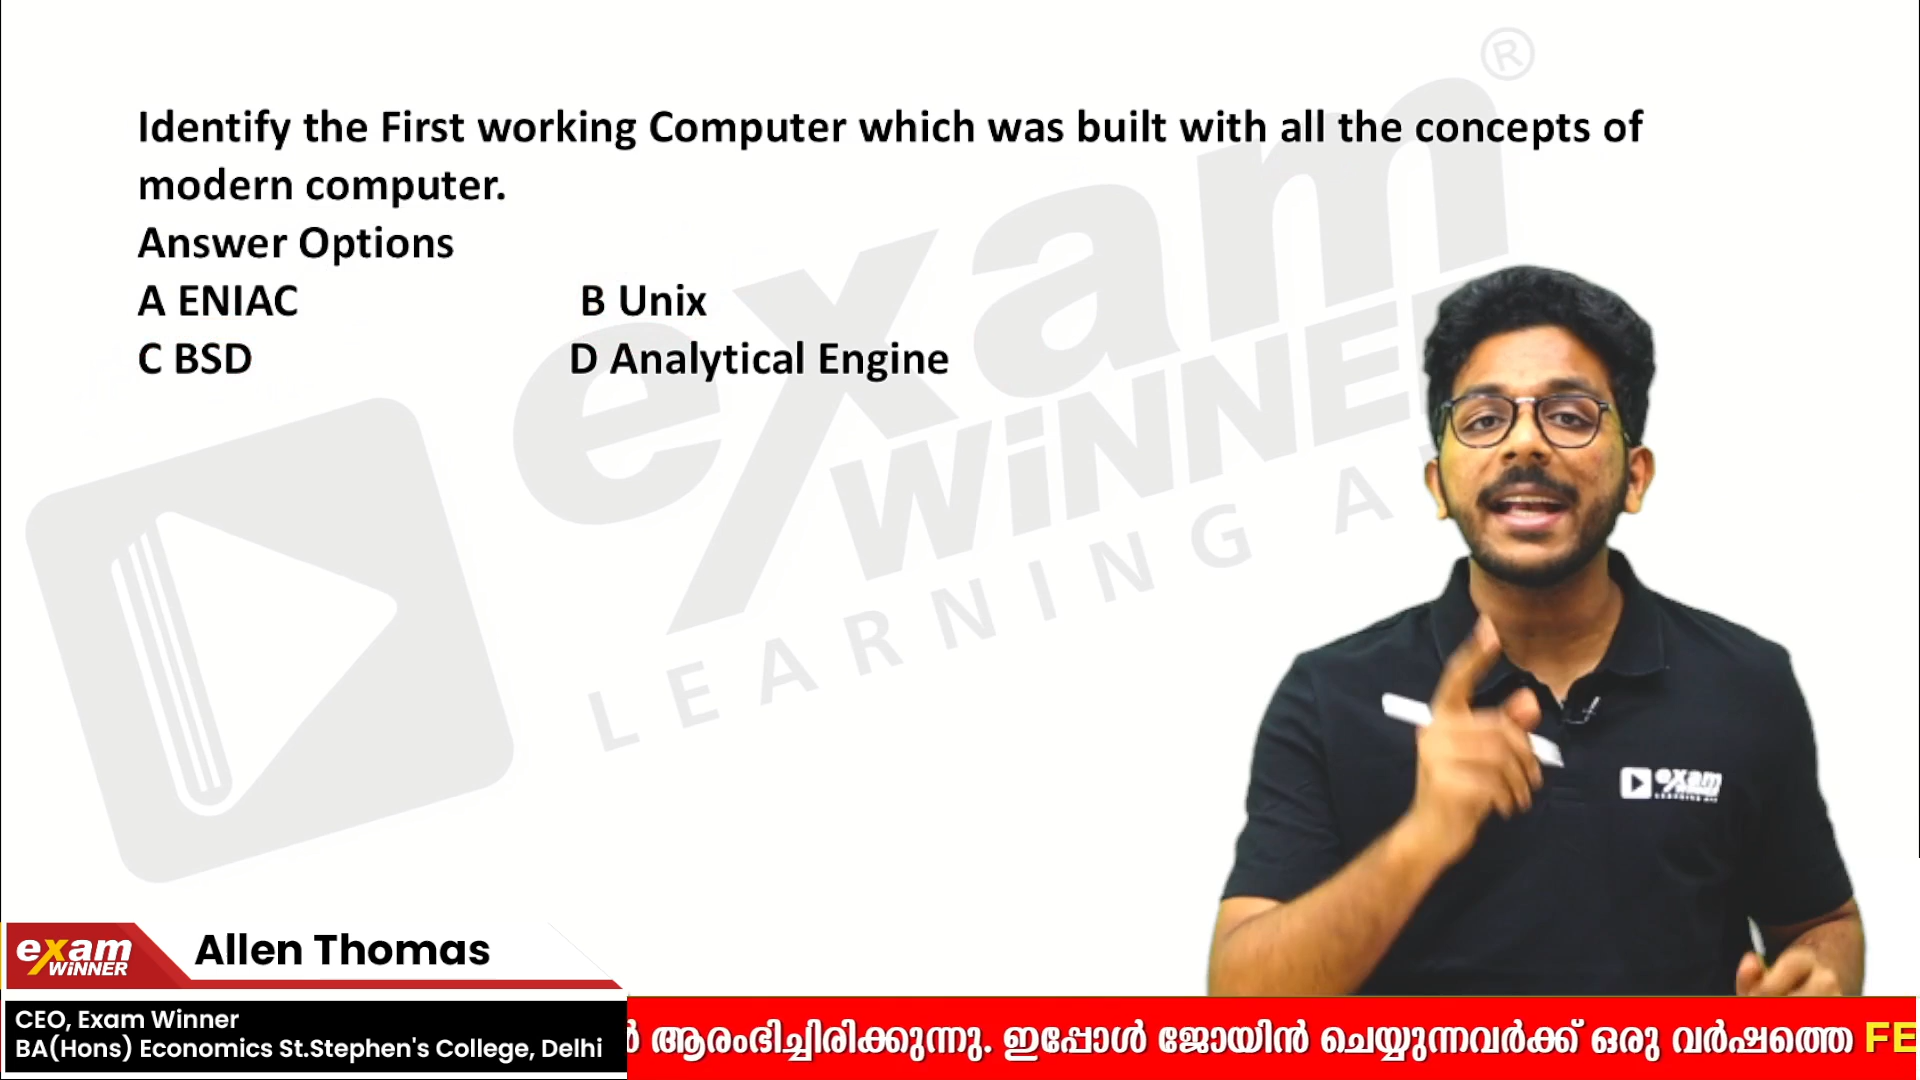 Identify the First working Computer which was built with all the concepts of
modern computer.
Answer Options
A ENIAC B Unix
C BSD D Analytical Engine
exam ®
WiNNER
LEARNING A
exam
exam
WiNNER
Allen Thomas
CEO, Exam Winner
BA(Hons) Economics St.Stephen's College, Delhi
ആരംഭിച്ചിരിക്കുന്നു. ഇപ്പോൾ ജോയിൻ ചെയ്യുന്നവർക്ക് ഒരു വർഷത്തെ FE